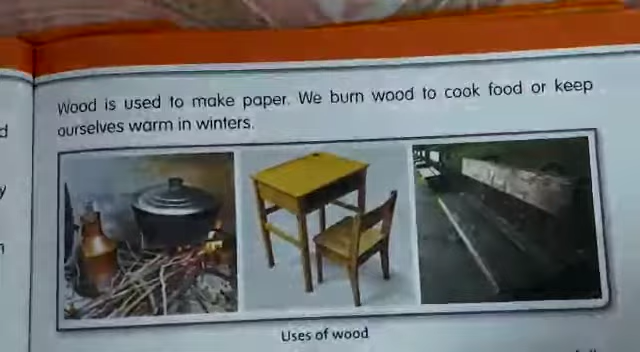 Wood is used to make paper. We burn wood to cook food or keep
ourselves warm in winters.
Uses of wood